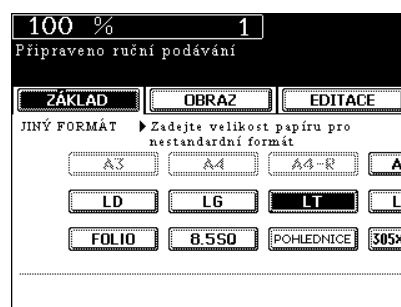 100 % 1
Připraveno ruční podávání
ZÁKLAD OBRAZ EDITACE
JINÝ FORMÁT ▶ Zadejte velikost papíru pro
nestandardní formát
A3 A4 A4-R A
LD LG LT L
FOLIO 8.5SQ POHLEDNICE 305×